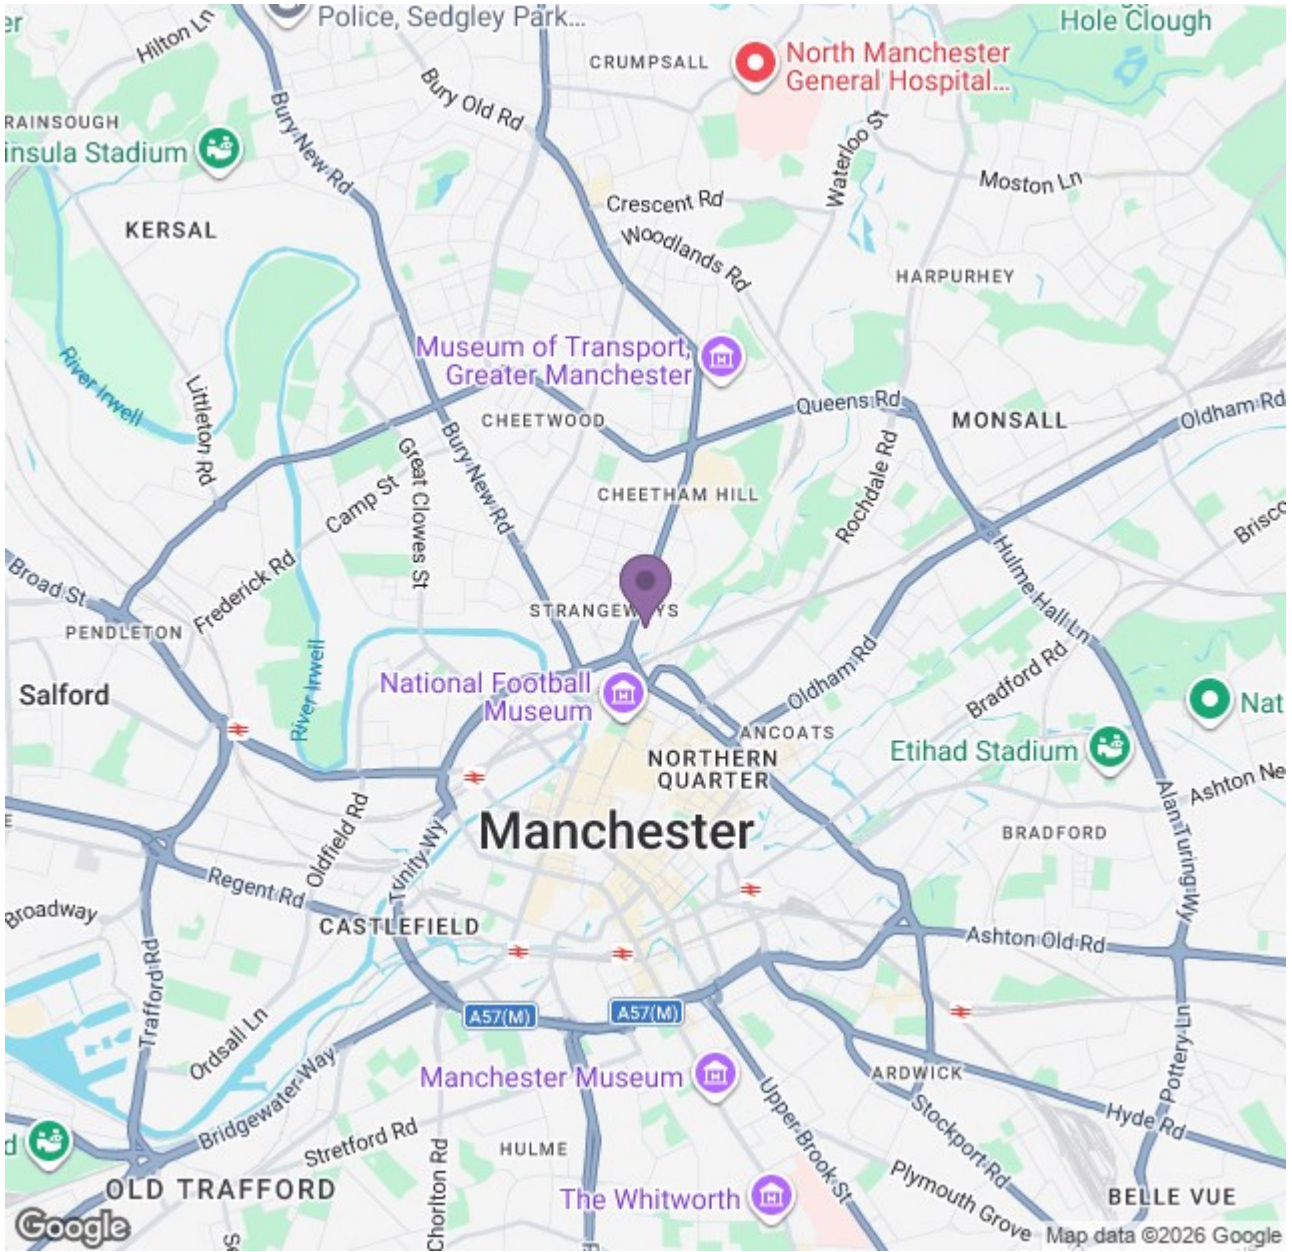 er
Hilton Ln
Police, Sedgley Park...
Hole Clough
CRUMPSALL
North Manchester
General Hospital...
Bury Old Rd
Bury New Rd
RAINSOUGH
insula Stadium
Waterloo St
Moston Ln
Crescent Rd
KERSAL
Woodlands Rd
HARPURHEY
Museum of Transport,
Greater Manchester
River Irwell
Littleton Rd
CHEETWOOD
Queens Rd
MONSALL
Oldham Rd
Great Clowes St
Bury New Rd
Rochdale Rd
Camp St
CHEETHAM HILL
Brisco
Broad St
Frederick Rd
Hulme Hall Ln
STRANGEWAYS
PENDLETON
River Irwell
Salford
National Football
Museum
Oldham Rd
Bradford Rd
Nat
ANCOATS
NORTHERN
QUARTER
Etihad Stadium
Ashton Ne
Alan Turing Wy
Manchester
BRADFORD
E
Oldfield Rd
Trinity Wy
Regent Rd
Broadway
CASTLEFIELD
Ashton Old Rd
Trafford Rd
A57(M)
A57(M)
Ordsall Ln
Pottery Ln
Bridgewater Way
Manchester Museum
ARDWICK
Upper Brook St
Stockport Rd
Hyde Rd
d
Stretford Rd
HULME
Chorlton Rd
OLD TRAFFORD
The Whitworth
Plymouth Grove
BELLE VUE
Google
Map data ©2026 Google